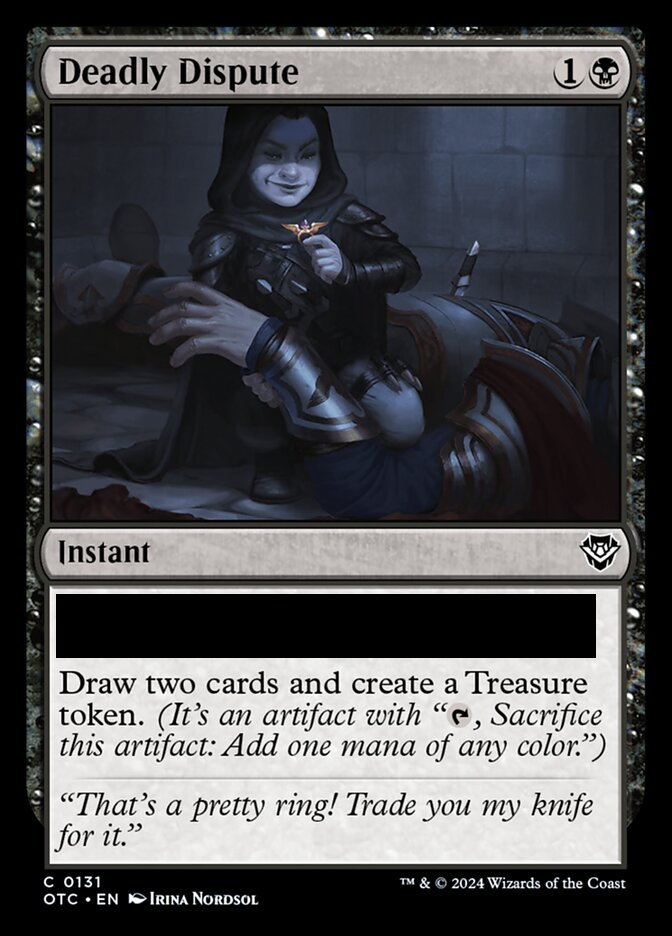 Deadly Dispute
1
Instant
Draw two cards and create a Treasure
token. (It's an artifact with “, Sacrifice
this artifact: Add one mana of any color.”)
“That's a pretty ring! Trade you my knife
for it.”
C 0131
OTC • EN Irina Nordsol
™ & © 2024 Wizards of the Coast